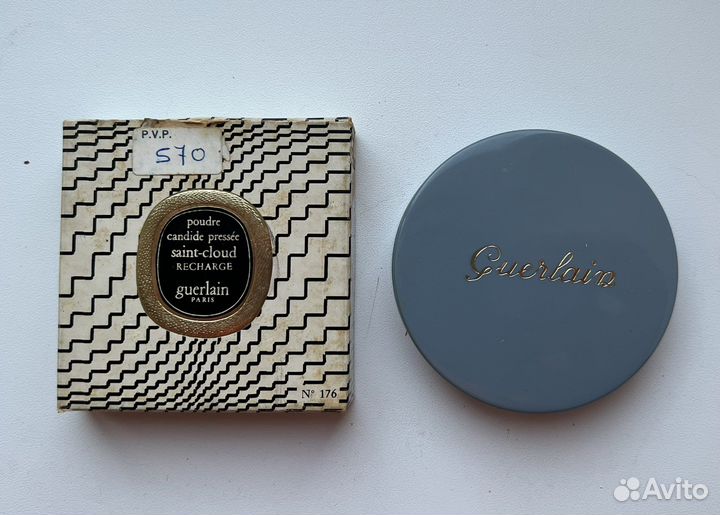 P.V.P.
570
poudre
candide pressée
saint-cloud
RECHARGE
guerlain
PARIS
Nº 176
Guerlain
Avito